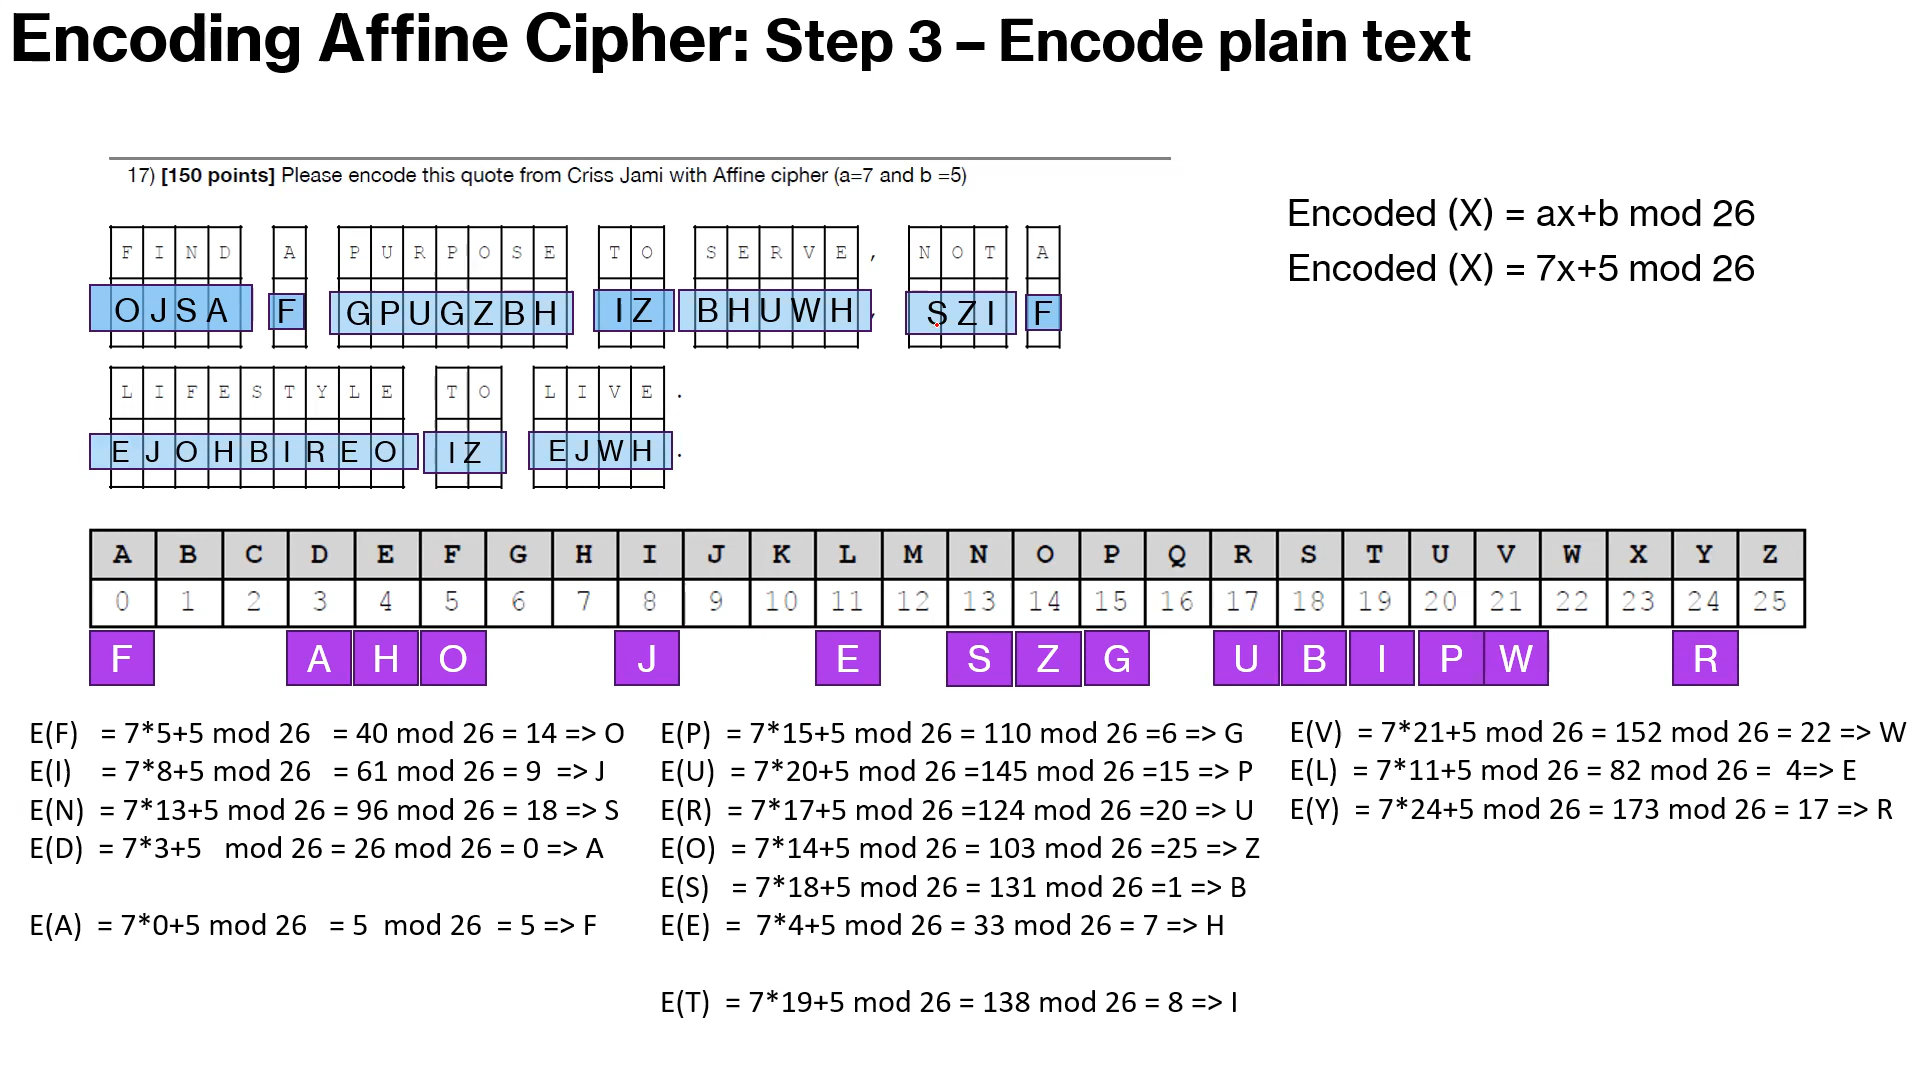 Encoding Affine Cipher: Step 3 – Encode plain text
17) [150 points] Please encode this quote from Criss Jami with Affine cipher (a=7 and b =5)
Encoded (X) = ax+b mod 26
Encoded (X) = 7x+5 mod 26
F I N D A P U R P O S E T O S E R V E , N O T A
O J S A F G P U G Z B H I Z B H U W H , S Z I F
L I F E S T Y L E T O L I V E .
E J O H B I R E O I Z E J W H .
A B C D E F G H I J K L M N O P Q R S T U V W X Y Z
0 1 2 3 4 5 6 7 8 9 10 11 12 13 14 15 16 17 18 19 20 21 22 23 24 25
F A H O J E S Z G U B I P W R
E(F) = 7*5+5 mod 26 = 40 mod 26 = 14 => O
E(I) = 7*8+5 mod 26 = 61 mod 26 = 9 => J
E(N) = 7*13+5 mod 26 = 96 mod 26 = 18 => S
E(D) = 7*3+5 mod 26 = 26 mod 26 = 0 => A
E(A) = 7*0+5 mod 26 = 5 mod 26 = 5 => F
E(P) = 7*15+5 mod 26 = 110 mod 26 =6 => G
E(U) = 7*20+5 mod 26 =145 mod 26 =15 => P
E(R) = 7*17+5 mod 26 =124 mod 26 =20 => U
E(O) = 7*14+5 mod 26 = 103 mod 26 =25 => Z
E(S) = 7*18+5 mod 26 = 131 mod 26 =1 => B
E(E) = 7*4+5 mod 26 = 33 mod 26 = 7 => H
E(T) = 7*19+5 mod 26 = 138 mod 26 = 8 => I
E(V) = 7*21+5 mod 26 = 152 mod 26 = 22 => W
E(L) = 7*11+5 mod 26 = 82 mod 26 = 4=> E
E(Y) = 7*24+5 mod 26 = 173 mod 26 = 17 => R